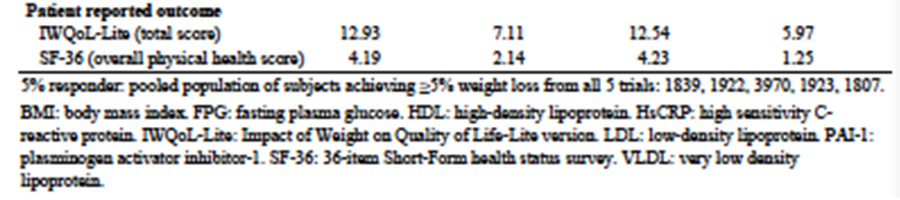 Patient reported outcome
IWQoL-Lite (total score) 12.93 7.11 12.54 5.97
SF-36 (overall physical health score) 4.19 2.14 4.23 1.25
5% responder: pooled population of subjects achieving ≥5% weight loss from all 5 trials: 1839, 1922, 3970, 1923, 1807.
BMI: body mass index. FPG: fasting plasma glucose. HDL: high-density lipoprotein. HsCRP: high sensitivity C-
reactive protein. IWQoL-Lite: Impact of Weight on Quality of Life-Lite version. LDL: low-density lipoprotein. PAI-1:
plasminogen activator inhibitor-1. SF-36: 36-item Short-Form health status survey. VLDL: very low density
lipoprotein.